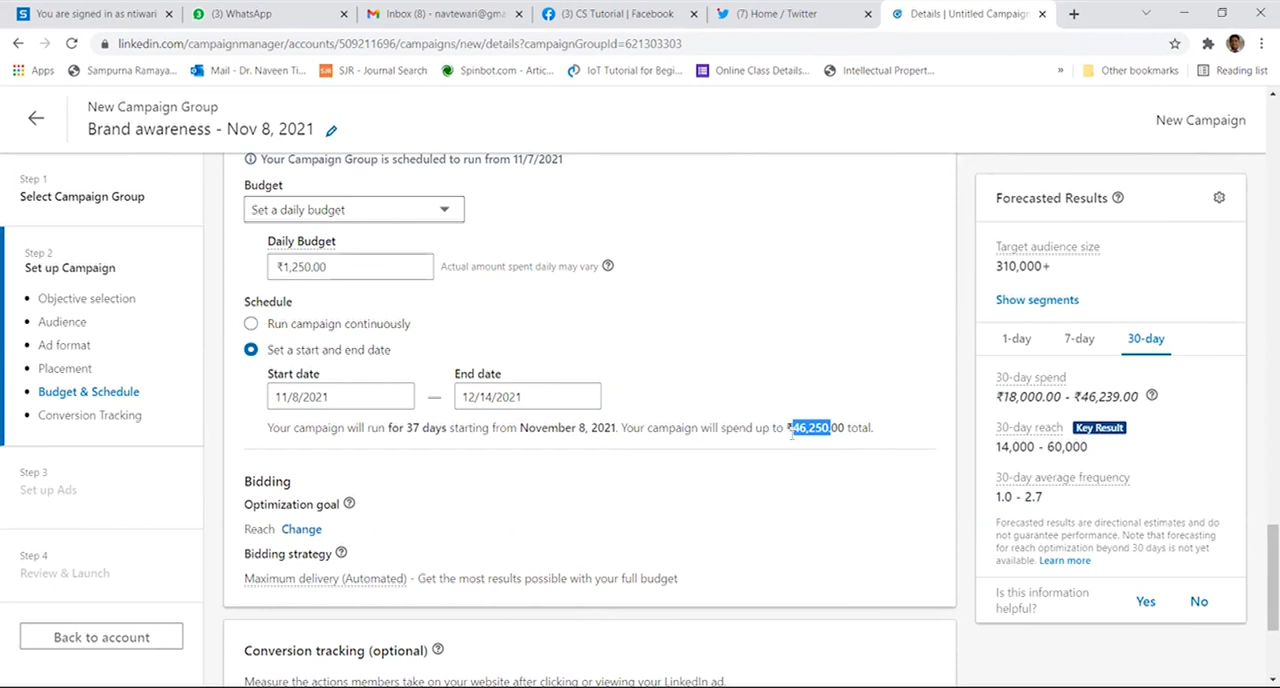 You are signed in as ntiwari
(3) WhatsApp
Inbox (8) - navtewari@gma
(3) CS Tutorial | Facebook
(7) Home / Twitter
Details | Untitled Campaign
linkedin.com/campaignmanager/accounts/509211696/campaigns/new/details?campaignGroupId=621303303
Apps
Sampurna Ramaya...
Mail - Dr. Naveen Ti...
SJR - Journal Search
Spinbot.com - Artic...
IoT Tutorial for Begi...
Online Class Details...
Intellectual Propert...
»
Other bookmarks
Reading list
New Campaign Group
Brand awareness - Nov 8, 2021
New Campaign
Step 1
Select Campaign Group
Step 2
Set up Campaign
• Objective selection
• Audience
• Ad format
• Placement
• Budget & Schedule
• Conversion Tracking
Step 3
Set up Ads
Step 4
Review & Launch
Back to account
Your Campaign Group is scheduled to run from 11/7/2021
Budget
Set a daily budget
Daily Budget
₹1,250.00
Actual amount spent daily may vary
Schedule
Run campaign continuously
Set a start and end date
Start date
End date
11/8/2021
—
12/14/2021
Your campaign will run for 37 days starting from November 8, 2021. Your campaign will spend up to ₹46,250.00 total.
Bidding
Optimization goal
Reach Change
Bidding strategy
Maximum delivery (Automated) - Get the most results possible with your full budget
Conversion tracking (optional)
Measure the actions members take on your website after clicking or viewing your LinkedIn ad.
Forecasted Results
Target audience size
310,000+
Show segments
1-day
7-day
30-day
30-day spend
₹18,000.00 - ₹46,239.00
30-day reach Key Result
14,000 - 60,000
30-day average frequency
1.0 - 2.7
Forecasted results are directional estimates and do
not guarantee performance. Note that forecasting
for reach optimization beyond 30 days is not yet
available. Learn more
Is this information
helpful?
Yes
No